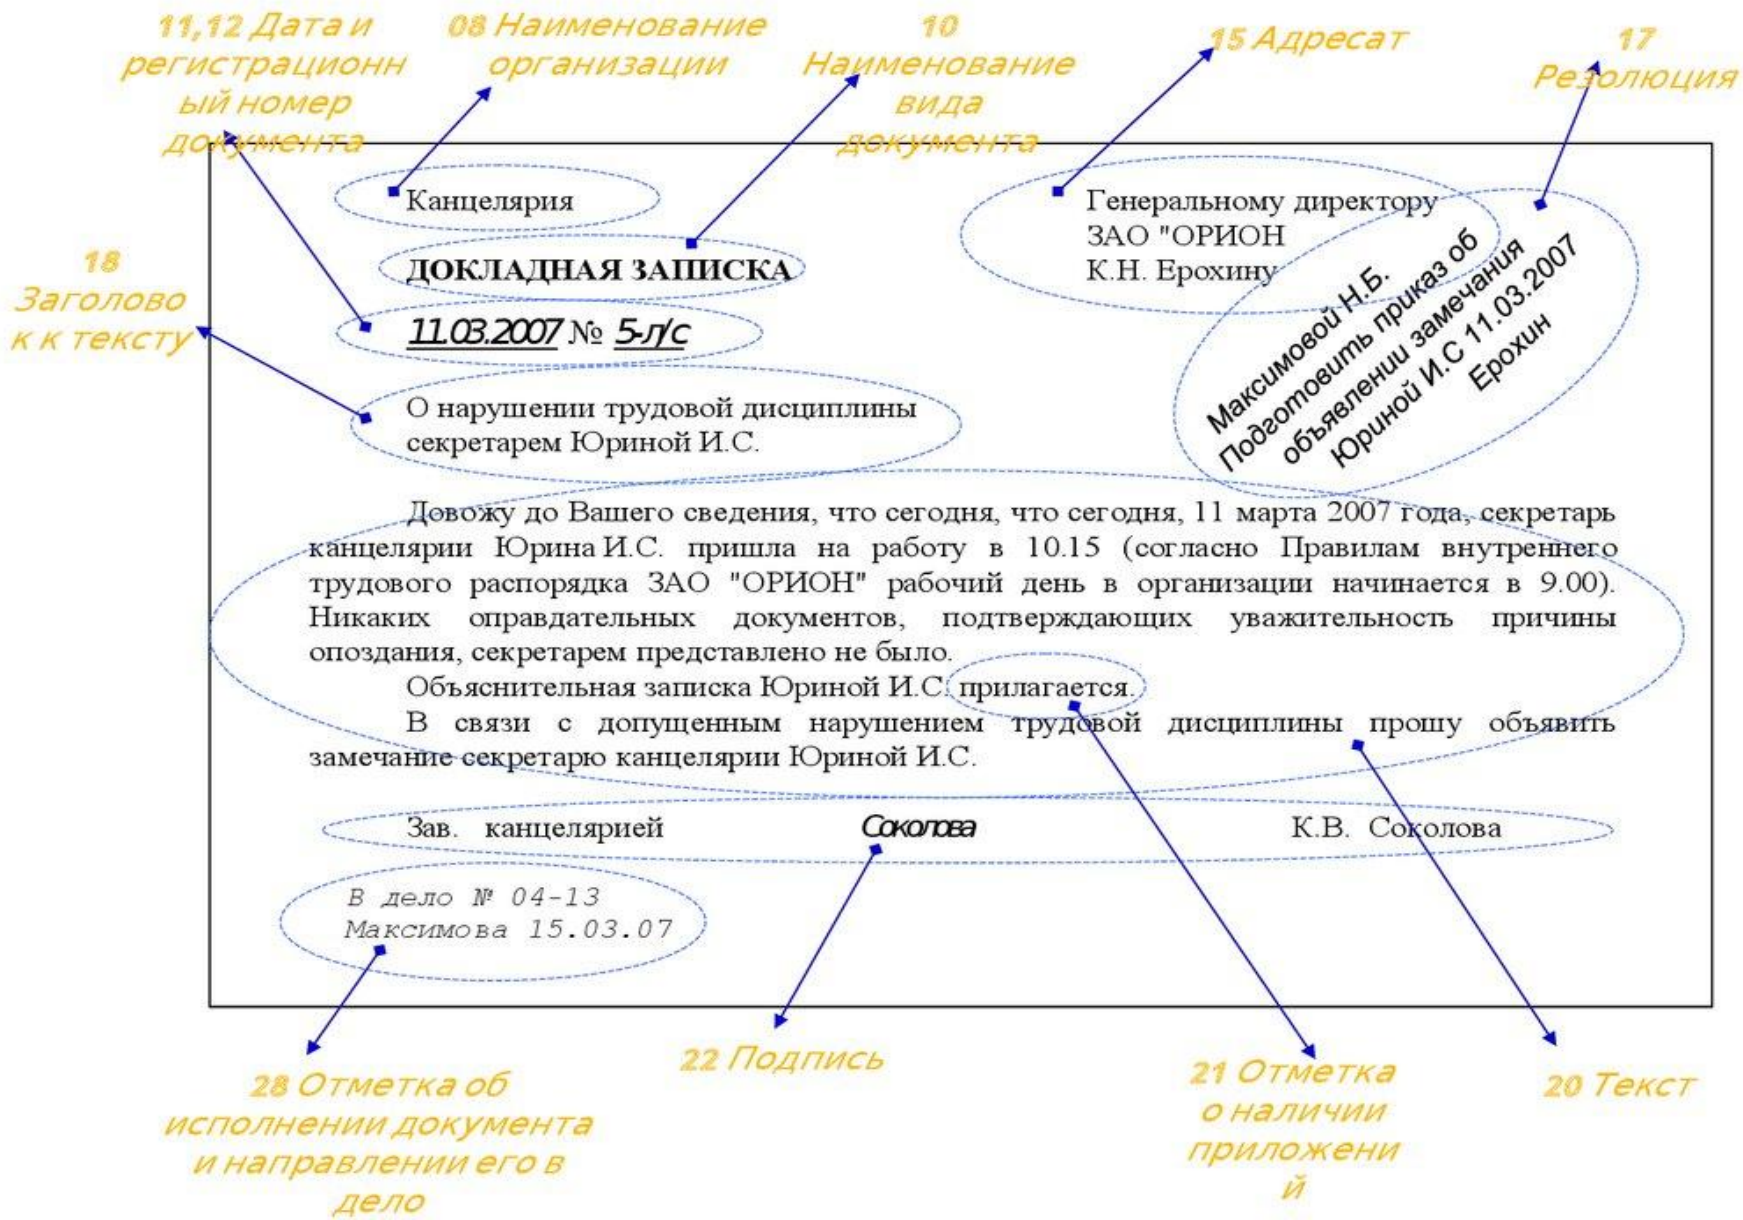 11,12 Дата и
регистрационн
ый номер
документа
08 Наименование
организации
10
Наименование
вида
документа
15 Адресат
17
Резолюция
18
Заголово
к к тексту
Канцелярия
ДОКЛАДНАЯ ЗАПИСКА
11.03.2007 № 5-л/с
О нарушении трудовой дисциплины
секретарем Юриной И.С.
Генеральному директору
ЗАО "ОРИОН
К.Н. Ерохину
Максимовой Н.Б.
Подготовить приказ об
объявлении замечания
Юриной И.С 11.03.2007
Ерохин
Довожу до Вашего сведения, что сегодня, что сегодня, 11 марта 2007 года, секретарь
канцелярии Юрина И.С. пришла на работу в 10.15 (согласно Правилам внутреннего
трудового распорядка ЗАО "ОРИОН" рабочий день в организации начинается в 9.00).
Никаких оправдательных документов, подтверждающих уважительность причины
опоздания, секретарем представлено не было.
Объяснительная записка Юриной И.С. прилагается.
В связи с допущенным нарушением трудовой дисциплины прошу объявить
замечание секретарю канцелярии Юриной И.С.
Зав. канцелярией Соколова К.В. Соколова
В дело № 04-13
Максимова 15.03.07
28 Отметка об
исполнении документа
и направлении его в
дело
22 Подпись
21 Отметка
о наличии
приложени
й
20 Текст